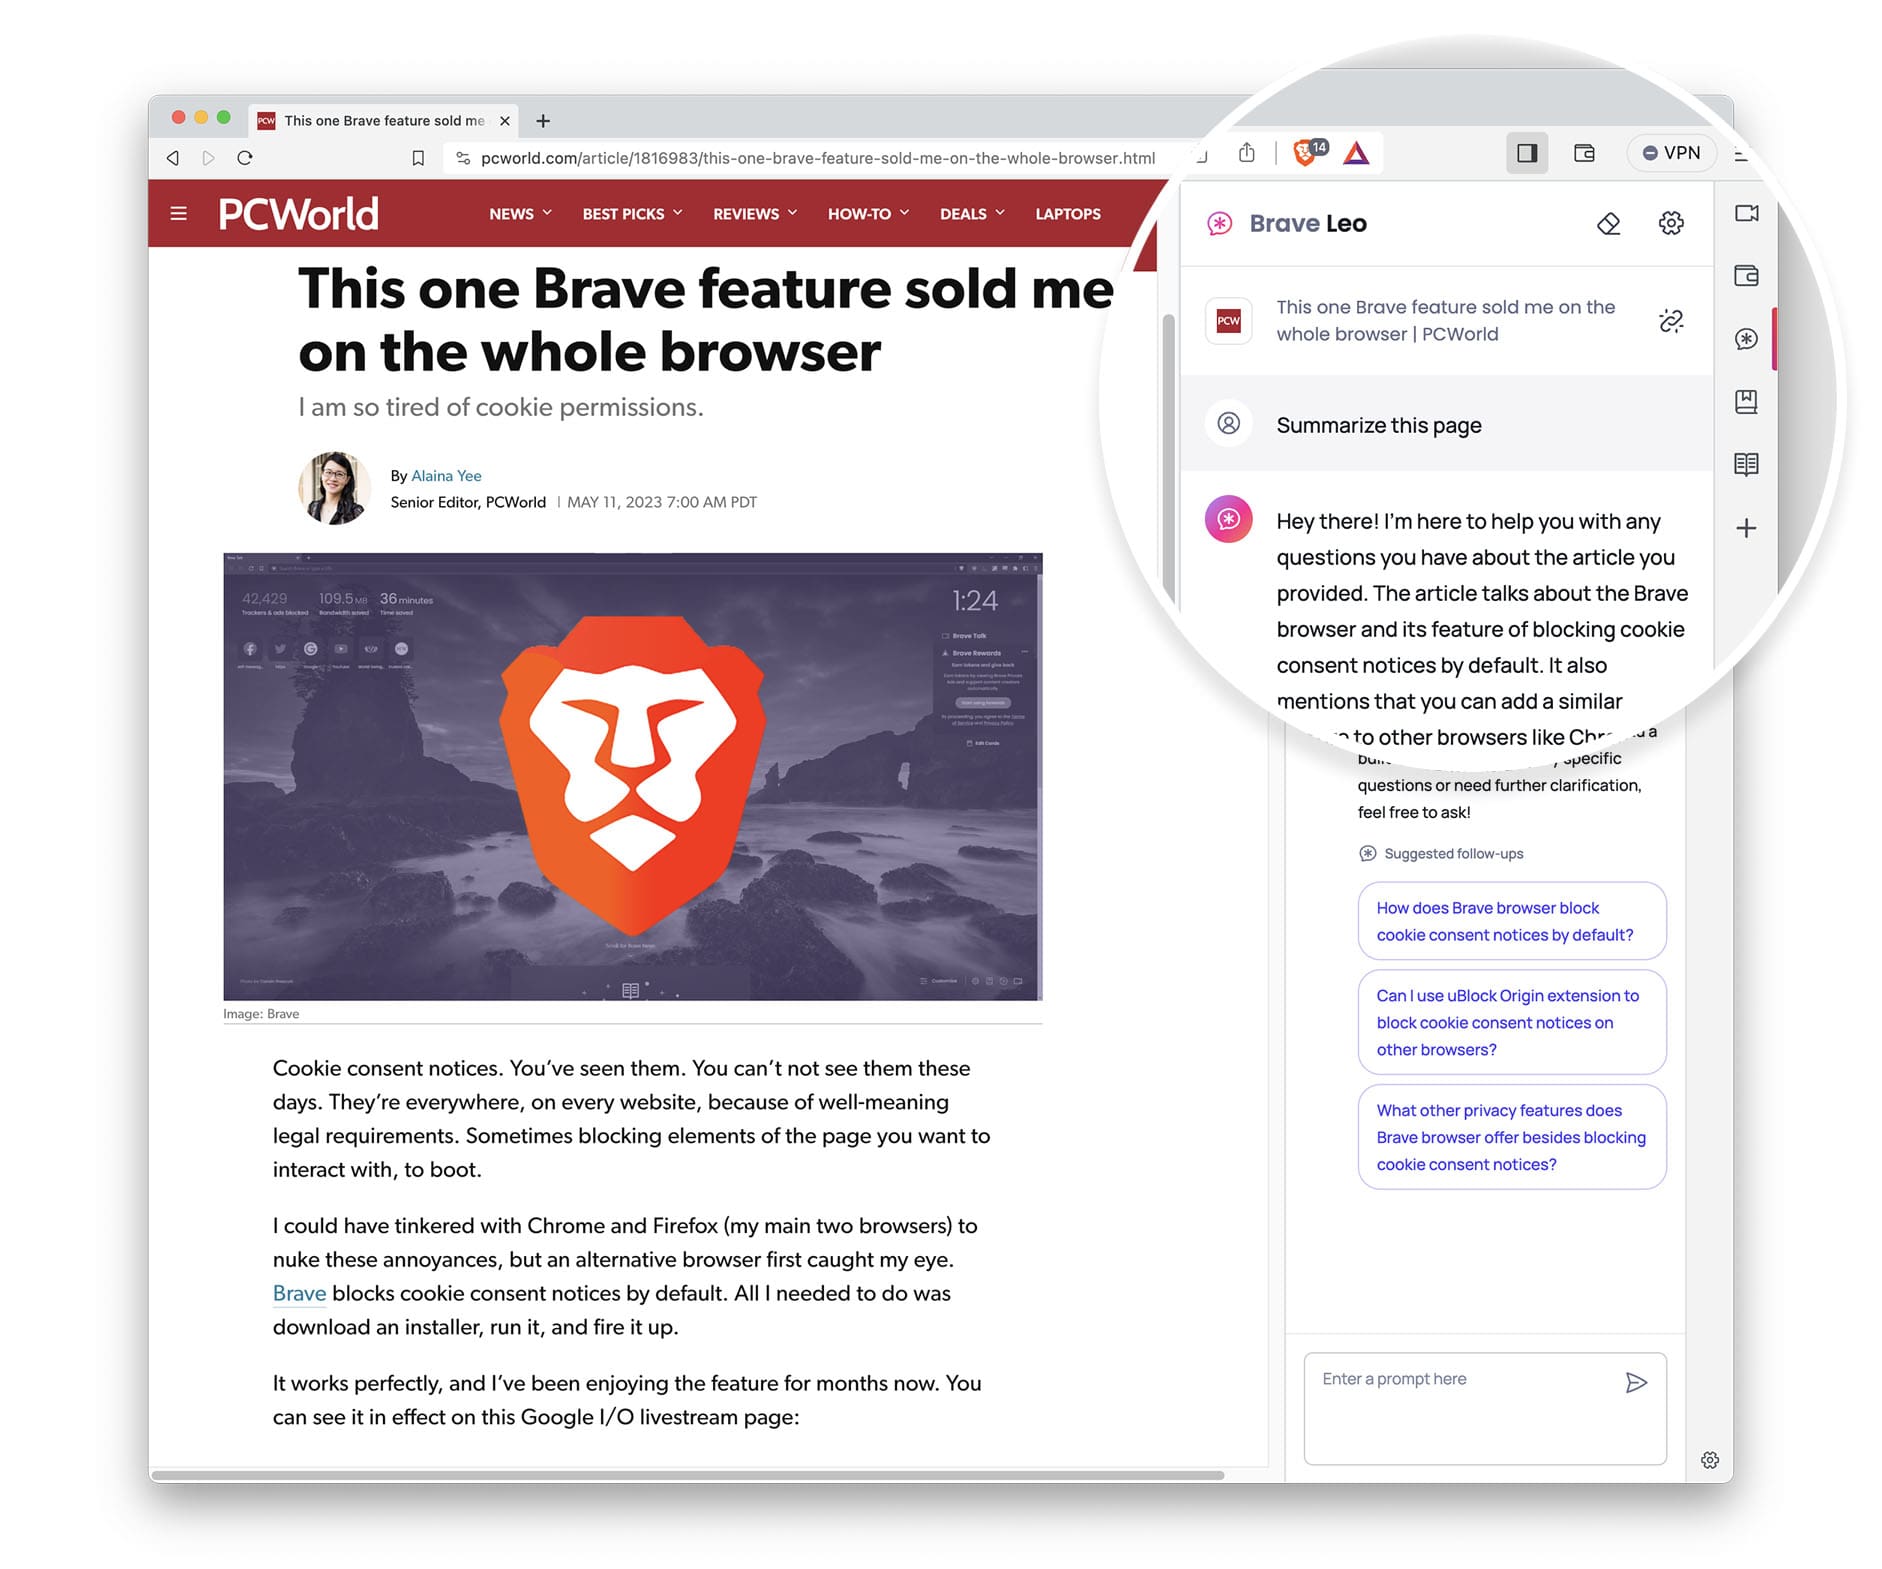 PCW This one Brave feature sold me
pcworld.com/article/1816983/this-one-brave-feature-sold-me-on-the-whole-browser.html
14
VPN
PCWorld
NEWS
BEST PICKS
REVIEWS
HOW-TO
DEALS
LAPTOPS
This one Brave feature sold me
on the whole browser
I am so tired of cookie permissions.
By Alaina Yee
Senior Editor, PCWorld | MAY 11, 2023 7:00 AM PDT
42,429
Trackers & ads blocked
109.5 MB
Bandwidth saved
36 minutes
Time saved
1:24
Brave Talk
Brave Rewards
Earn tokens and give back
Edit Cards
Customize
Image: Brave
Cookie consent notices. You’ve seen them. You can’t not see them these
days. They’re everywhere, on every website, because of well-meaning
legal requirements. Sometimes blocking elements of the page you want to
interact with, to boot.
I could have tinkered with Chrome and Firefox (my main two browsers) to
nuke these annoyances, but an alternative browser first caught my eye.
Brave blocks cookie consent notices by default. All I needed to do was
download an installer, run it, and fire it up.
It works perfectly, and I’ve been enjoying the feature for months now. You
can see it in effect on this Google I/O livestream page:
Brave Leo
PCW
This one Brave feature sold me on the
whole browser | PCWorld
Summarize this page
Hey there! I’m here to help you with any
questions you have about the article you
provided. The article talks about the Brave
browser and its feature of blocking cookie
consent notices by default. It also
mentions that you can add a similar
to other browsers like
specific
questions or need further clarification,
feel free to ask!
Suggested follow-ups
How does Brave browser block
cookie consent notices by default?
Can I use uBlock Origin extension to
block cookie consent notices on
other browsers?
What other privacy features does
Brave browser offer besides blocking
cookie consent notices?
Enter a prompt here